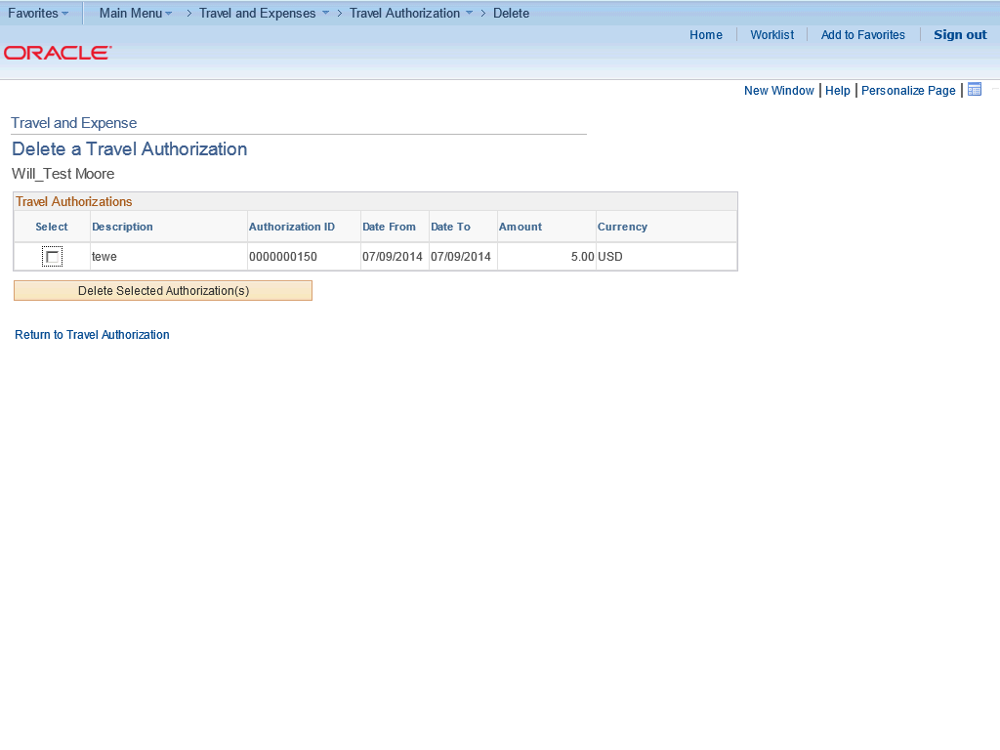 Favorites Main Menu > Travel and Expenses > Travel Authorization > Delete
Home Worklist Add to Favorites Sign out
ORACLE
New Window | Help | Personalize Page |
Travel and Expense
Delete a Travel Authorization
Will_Test Moore
Travel Authorizations
Select Description Authorization ID Date From Date To Amount Currency
tewe 0000000150 07/09/2014 07/09/2014 5.00 USD
Delete Selected Authorization(s)
Return to Travel Authorization